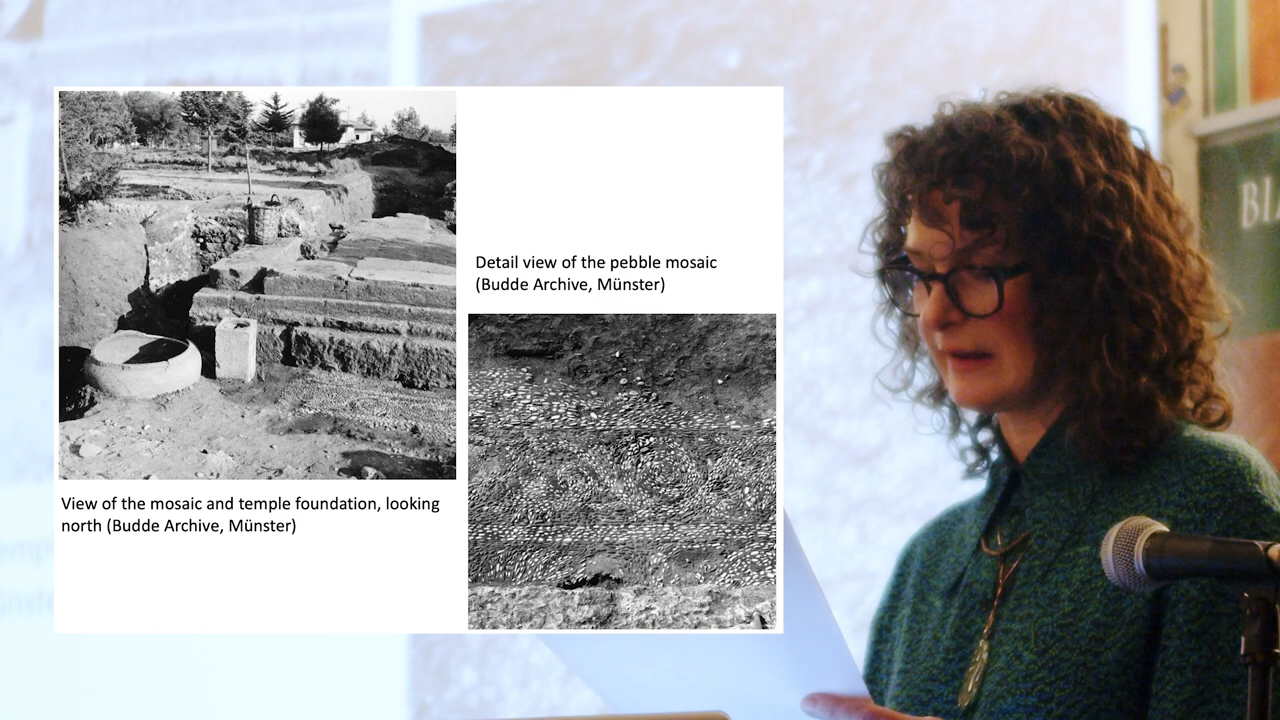 Detail view of the pebble mosaic
(Budde Archive, Münster)
View of the mosaic and temple foundation, looking
north (Budde Archive, Münster)